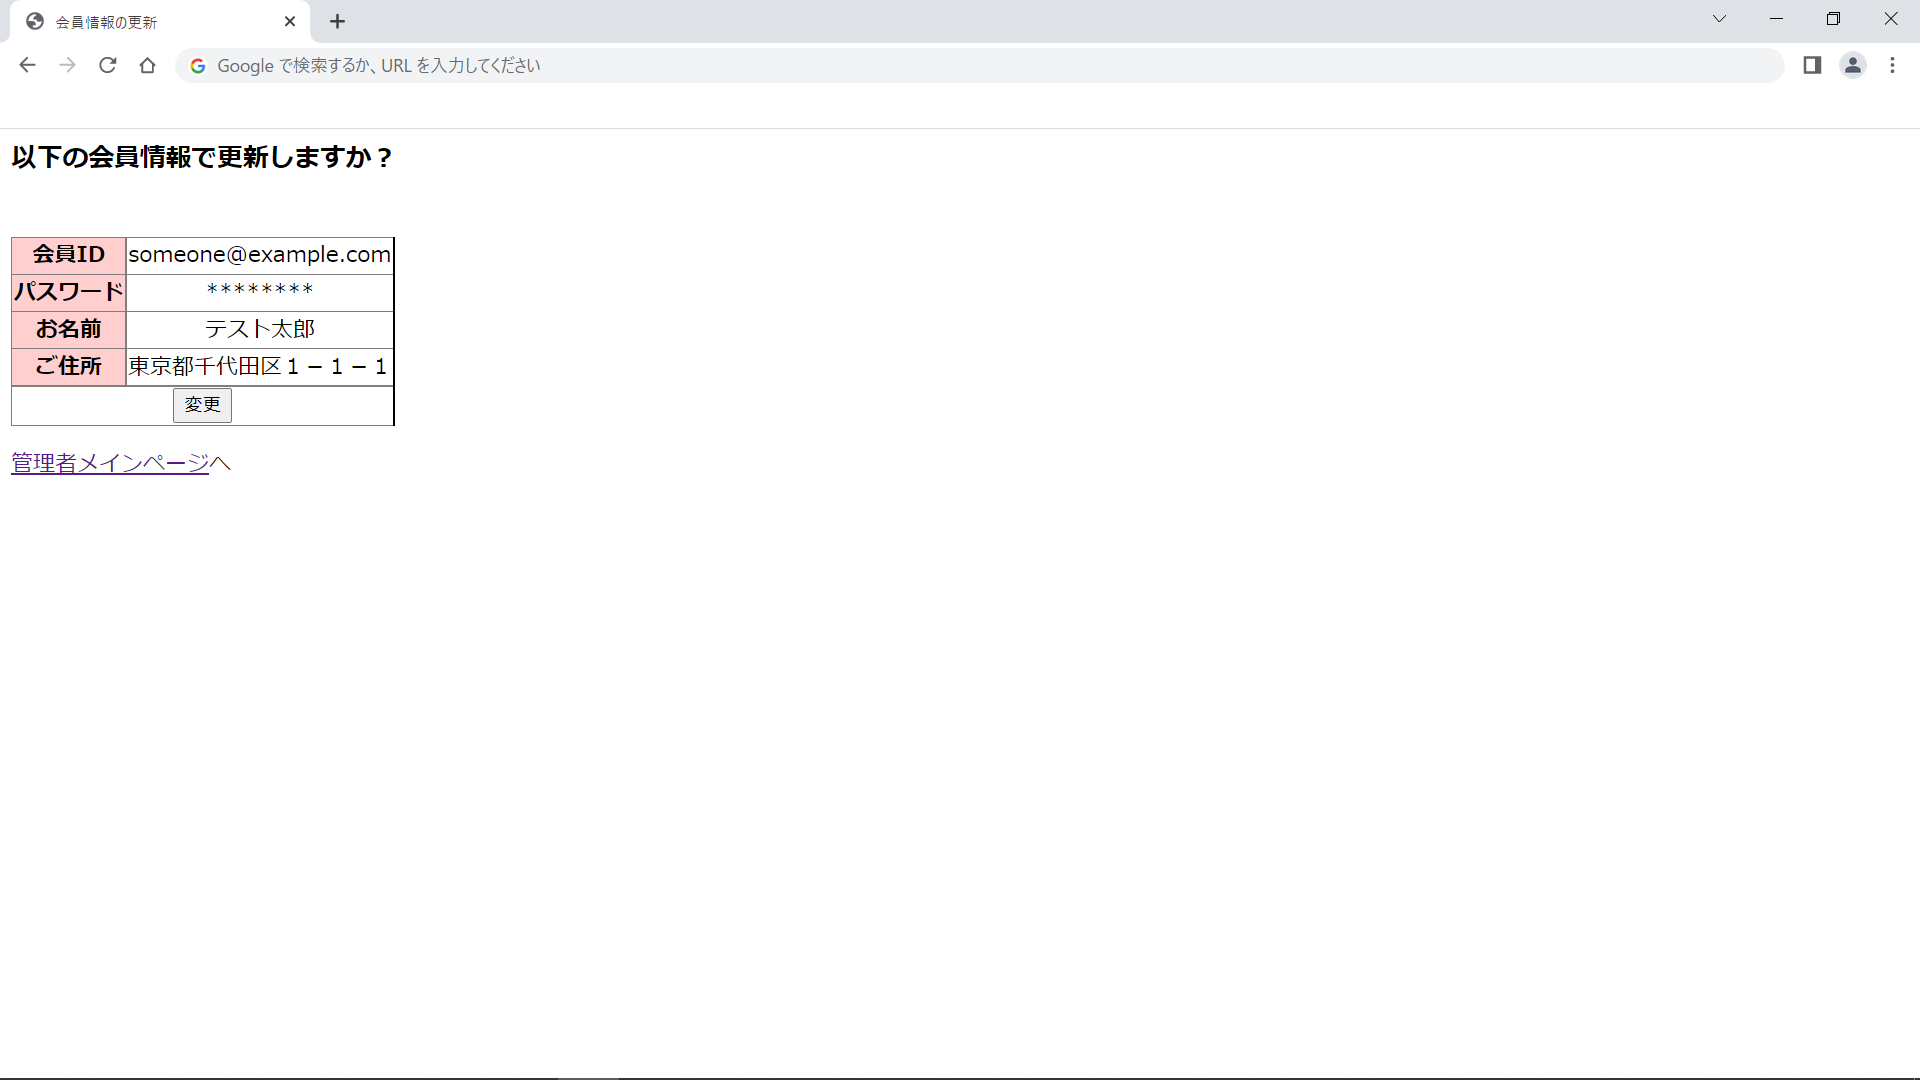 会員情報の更新
Google で検索するか、URL を入力してください
以下の会員情報で更新しますか？
会員ID someone@example.com
パスワード ********
お名前 テスト太郎
ご住所 東京都千代田区１－１－１
変更
管理者メインページへ